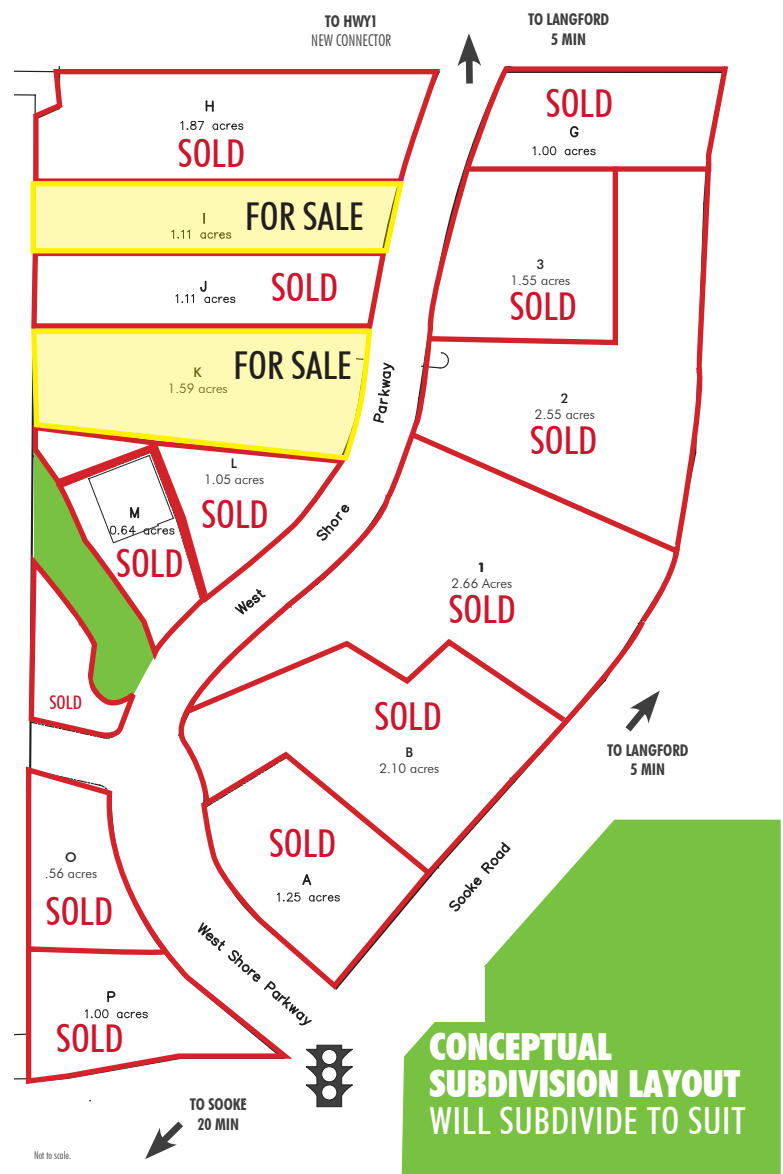 TO HWY1
NEW CONNECTOR
TO LANGFORD
5 MIN
H
1.87 acres
SOLD
SOLD
G
1.00 acres
I
1.11 acres
FOR SALE
J
1.11 acres
SOLD
3
1.55 acres
SOLD
K
1.59 acres
FOR SALE
Parkway
2
2.55 acres
SOLD
L
1.05 acres
SOLD
M
0.64 acres
SOLD
Shore
West
1
2.66 Acres
SOLD
SOLD
SOLD
B
2.10 acres
TO LANGFORD
5 MIN
SOLD
A
1.25 acres
Sooke Road
O
.56 acres
SOLD
West Shore Parkway
P
1.00 acres
SOLD
CONCEPTUAL
SUBDIVISION LAYOUT
WILL SUBDIVIDE TO SUIT
TO SOOKE
20 MIN
Not to scale.